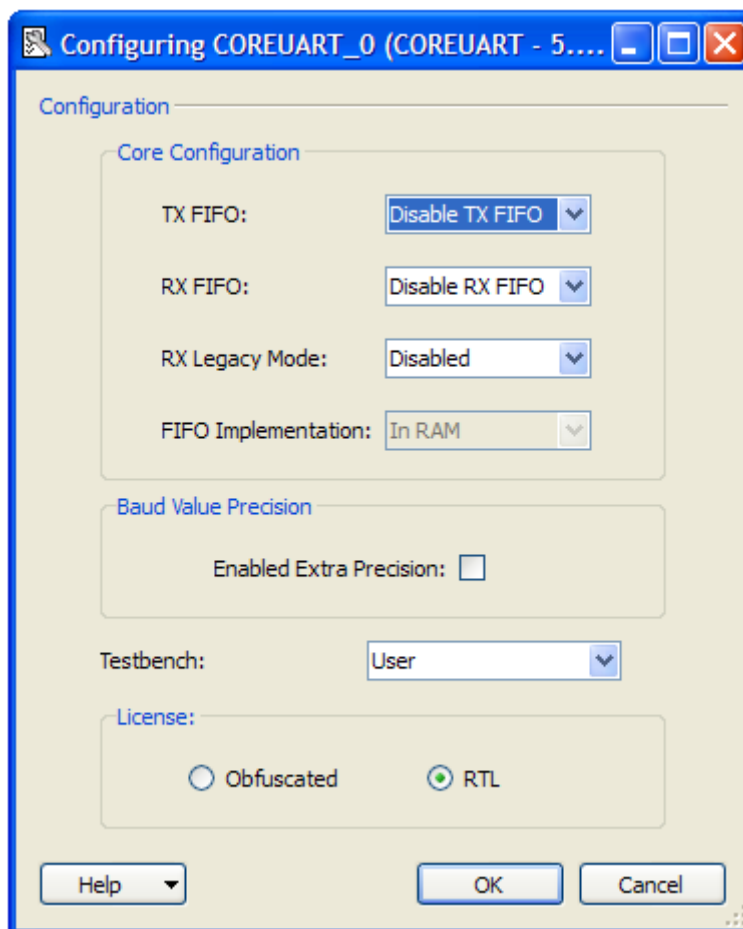 Configuring COREUART_0 (COREUART - 5....
Configuration
Core Configuration
TX FIFO: Disable TX FIFO
RX FIFO: Disable RX FIFO
RX Legacy Mode: Disabled
FIFO Implementation: In RAM
Baud Value Precision
Enabled Extra Precision:
Testbench: User
License:
Obfuscated RTL
Help OK Cancel